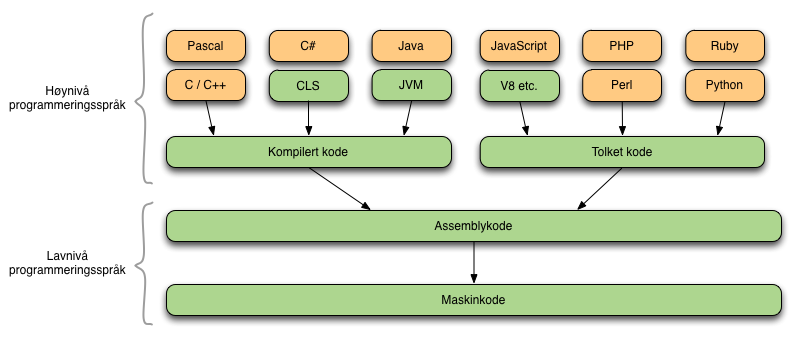 Høynivå
programmeringsspråk
Pascal
C#
Java
JavaScript
PHP
Ruby
C / C++
CLS
JVM
V8 etc.
Perl
Python
Kompilert kode
Tolket kode
Lavnivå
programmeringsspråk
Assemblykode
Maskinkode